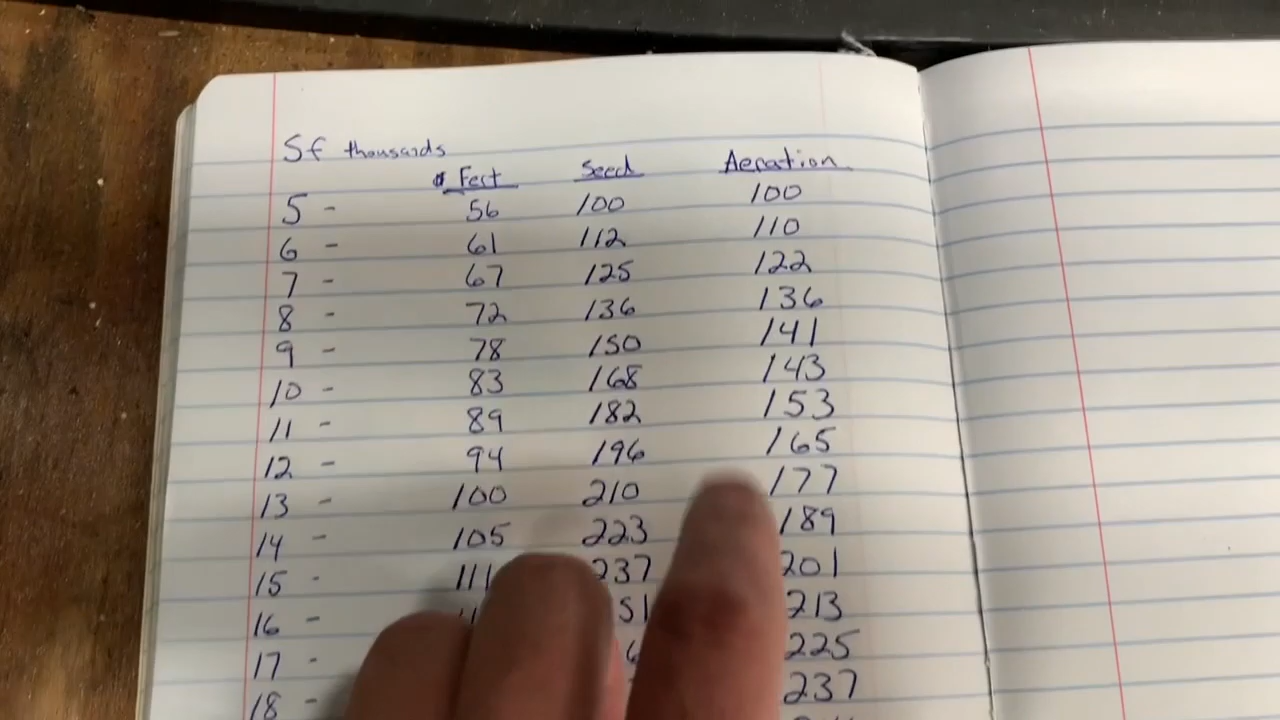 Sf thousands
$ Fert Seed Aeration
5 - 56 100 100
6 - 61 112 110
7 - 67 125 122
8 - 72 136 136
9 - 78 150 141
10 - 83 168 143
11 - 89 182 153
12 - 94 196 165
13 - 100 210 177
14 - 105 223 189
15 - 111 237 201
16 - 213
17 - 225
18 - 237